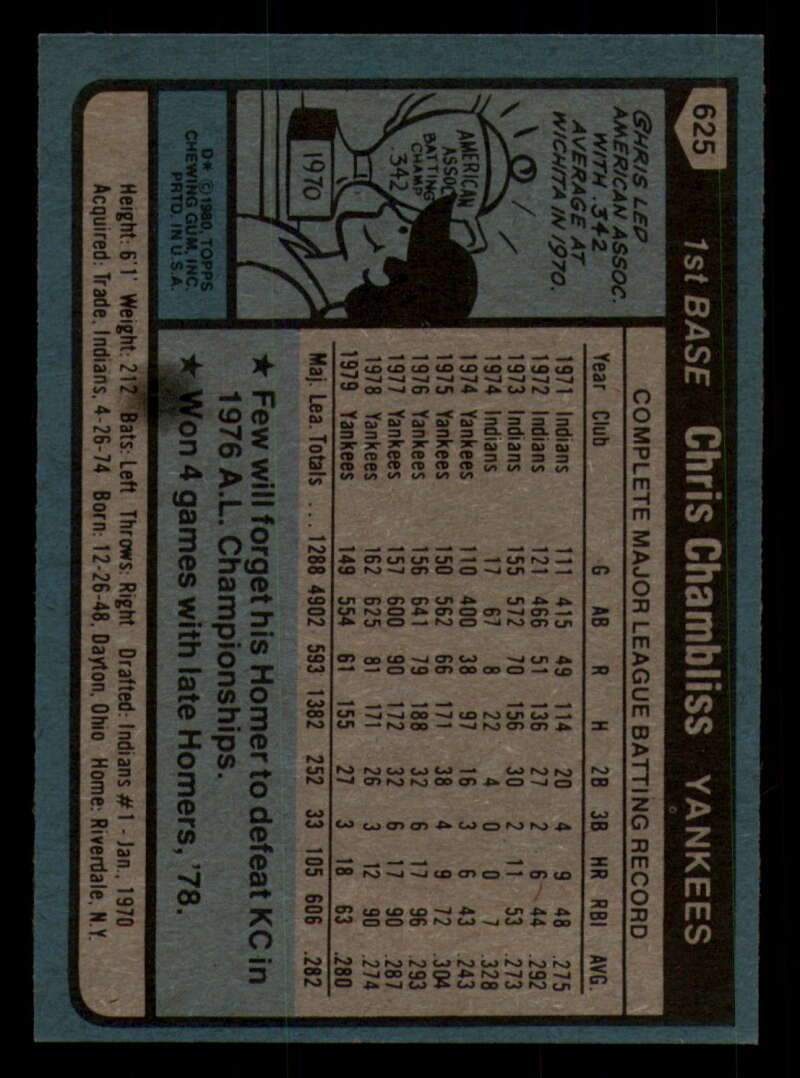 625 1st BASE Chris Chambliss YANKEES
CHRIS LED
AMERICAN ASSOC.
WITH .342
AVERAGE AT
WICHITA IN 1970.
AMERICAN
ASSOC.
BATTING
CHAMP
.342
1970
D* © 1980, TOPPS
CHEWING GUM, INC.
PRTD. IN U.S.A.
COMPLETE MAJOR LEAGUE BATTING RECORD
Year Club G AB R H 2B 3B HR RBI AVG.
1971 Indians 111 415 49 114 20 4 9 48 .275
1972 Indians 121 466 51 136 27 2 6 44 .292
1973 Indians 155 572 70 156 30 2 11 53 .273
1974 Indians 17 67 8 22 4 0 0 7 .328
1974 Yankees 110 400 38 97 16 3 6 43 .243
1975 Yankees 150 562 66 171 38 4 9 72 .304
1976 Yankees 156 641 79 188 32 6 17 96 .293
1977 Yankees 157 600 90 172 32 6 17 90 .287
1978 Yankees 162 625 81 171 26 3 12 90 .274
1979 Yankees 149 554 61 155 27 3 18 63 .280
Maj. Lea. Totals ... 1288 4902 593 1382 252 33 105 606 .282
★ Few will forget his Homer to defeat KC in
1976 A.L. Championships.
★ Won 4 games with late Homers, '78.
Height: 6'1" Weight: 212 Bats: Left Throws: Right Drafted: Indians #1 - Jan., 1970
Acquired: Trade, Indians, 4-26-74 Born: 12-26-48, Dayton, Ohio Home: Riverdale, N.Y.